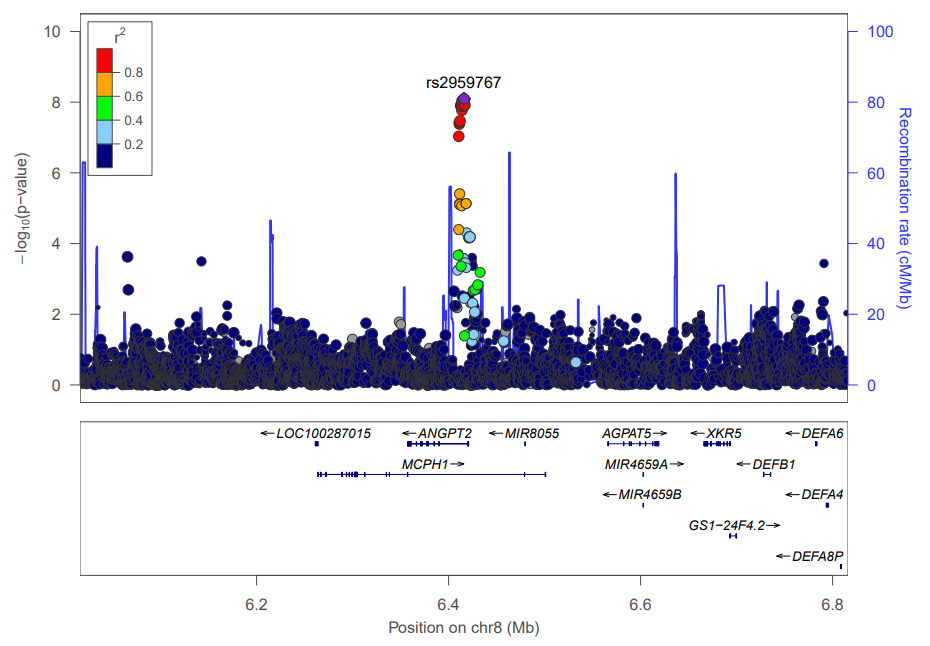 10
8
6
4
2
0
−log10(p−value)
r2
0.8
0.6
0.4
0.2
rs2959767
100
80
60
40
20
0
Recombination rate (cM/Mb)
←LOC100287015 ←ANGPT2 ←MIR8055 AGPAT5→ ←XKR5 ←DEFA6
MCPH1→ MIR4659A→ ←DEFB1
←MIR4659B ←DEFA4
GS1−24F4.2→
←DEFA8P
6.2 6.4 6.6 6.8
Position on chr8 (Mb)